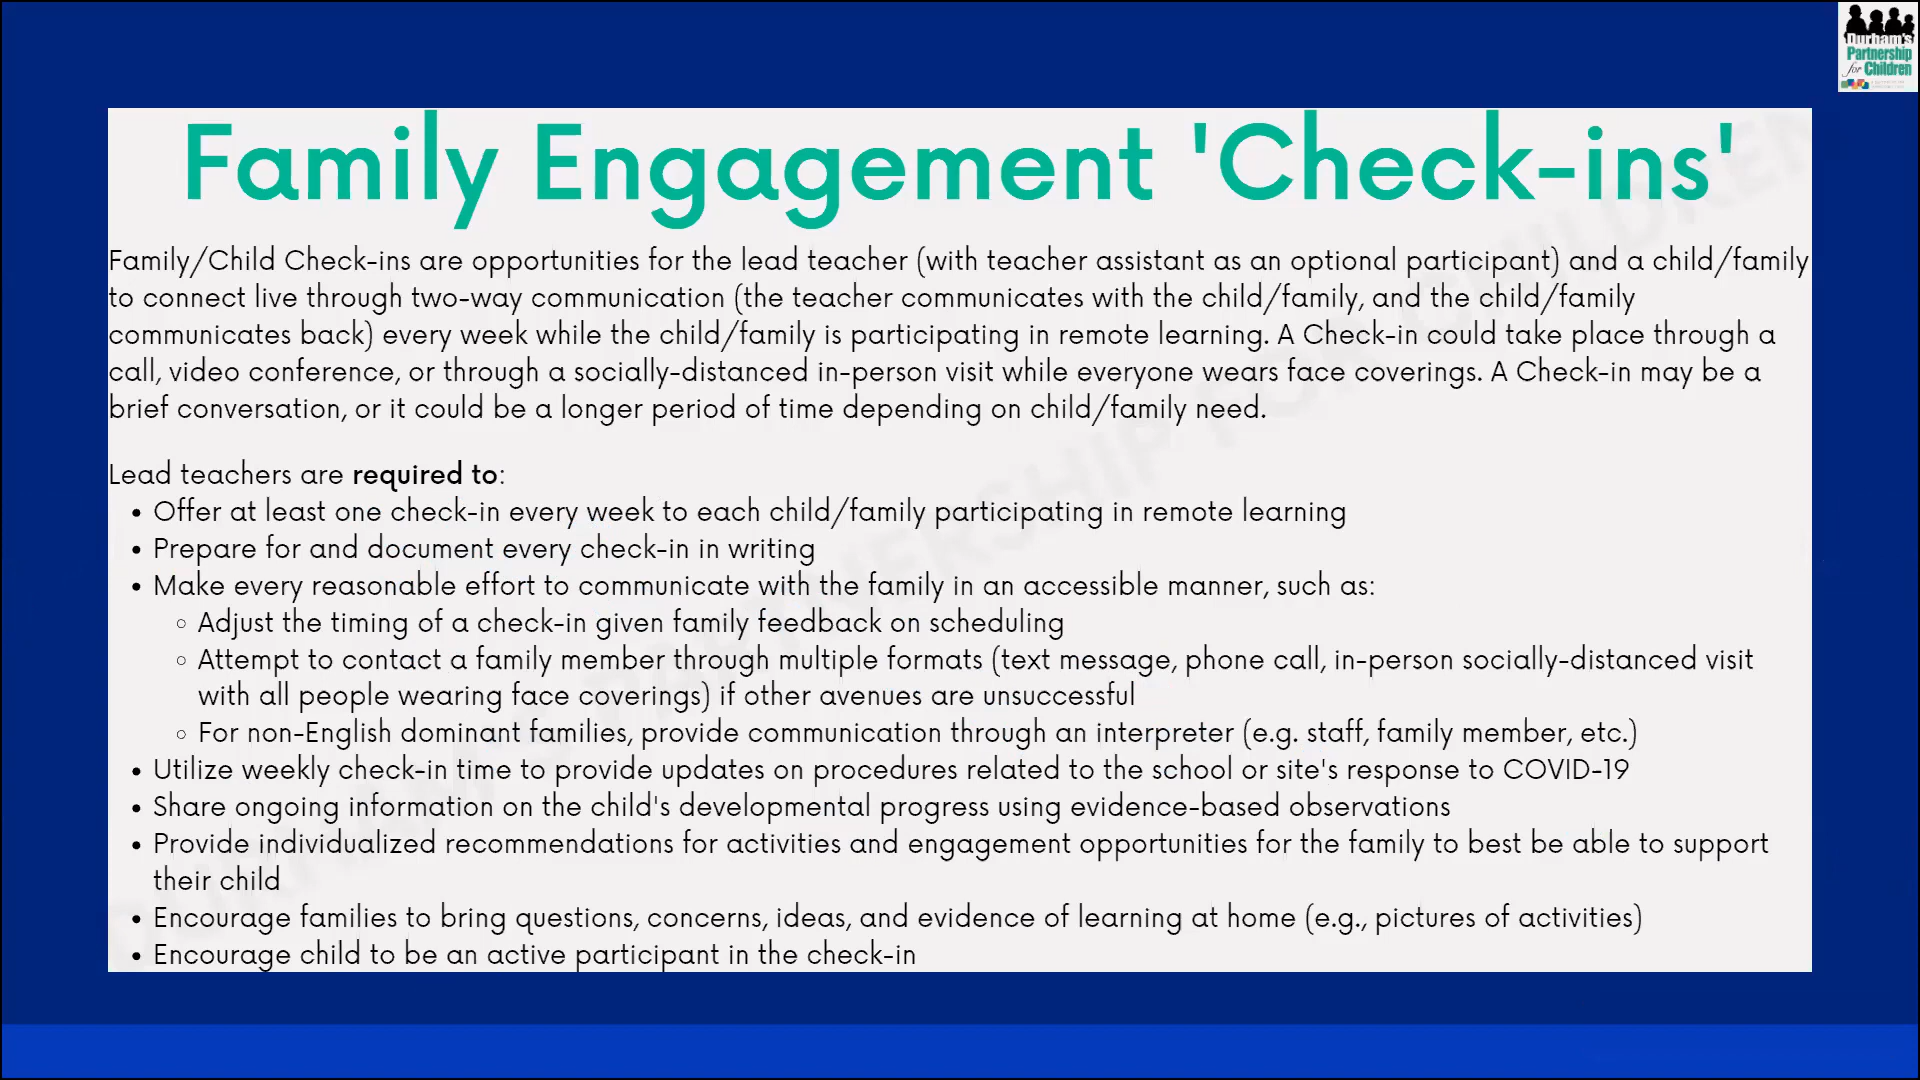 Durham's
Partnership
for Children
Family Engagement 'Check-ins'
Family/Child Check-ins are opportunities for the lead teacher (with teacher assistant as an optional participant) and a child/family
to connect live through two-way communication (the teacher communicates with the child/family, and the child/family
communicates back) every week while the child/family is participating in remote learning. A Check-in could take place through a
call, video conference, or through a socially-distanced in-person visit while everyone wears face coverings. A Check-in may be a
brief conversation, or it could be a longer period of time depending on child/family need.
Lead teachers are required to:
• Offer at least one check-in every week to each child/family participating in remote learning
• Prepare for and document every check-in in writing
• Make every reasonable effort to communicate with the family in an accessible manner, such as:
◦ Adjust the timing of a check-in given family feedback on scheduling
◦ Attempt to contact a family member through multiple formats (text message, phone call, in-person socially-distanced visit
with all people wearing face coverings) if other avenues are unsuccessful
◦ For non-English dominant families, provide communication through an interpreter (e.g. staff, family member, etc.)
• Utilize weekly check-in time to provide updates on procedures related to the school or site's response to COVID-19
• Share ongoing information on the child's developmental progress using evidence-based observations
• Provide individualized recommendations for activities and engagement opportunities for the family to best be able to support
their child
• Encourage families to bring questions, concerns, ideas, and evidence of learning at home (e.g., pictures of activities)
• Encourage child to be an active participant in the check-in
DURHAM'S PARTNERSHIP FOR CHILDREN